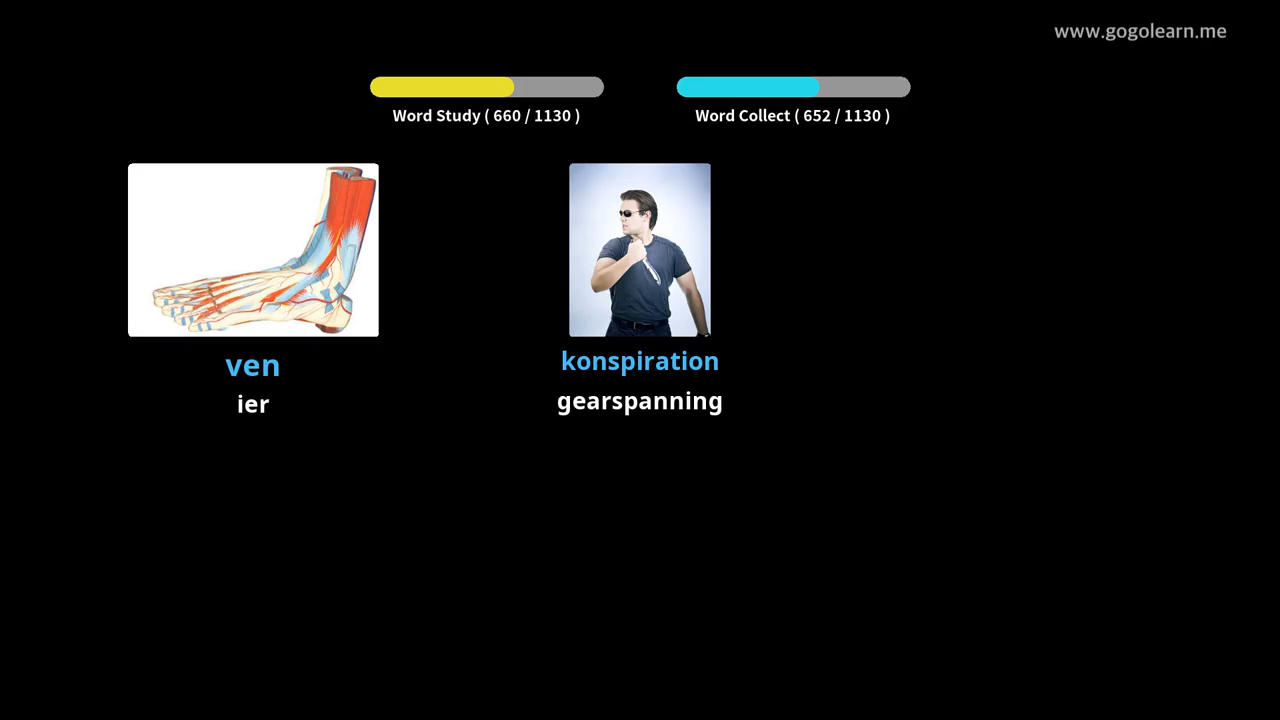 www.gogolearn.me
Word Study ( 660 / 1130 )
Word Collect ( 652 / 1130 )
ven
ier
konspiration
gearspanning